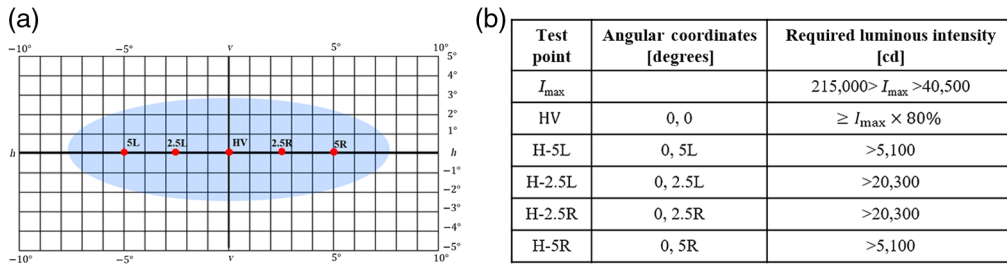 (a)
−10° −5° v 5° 10°
5°
4°
3°
2°
1°
5L 2.5L HV 2.5R 5R
h h
−1°
−2°
−3°
−4°
−5°
−10° −5° v 5° 10°
(b)
Test point Angular coordinates [degrees] Required luminous intensity [cd]
I_max 215,000> I_max >40,500
HV 0, 0 ≥ I_max × 80%
H-5L 0, 5L >5,100
H-2.5L 0, 2.5L >20,300
H-2.5R 0, 2.5R >20,300
H-5R 0, 5R >5,100